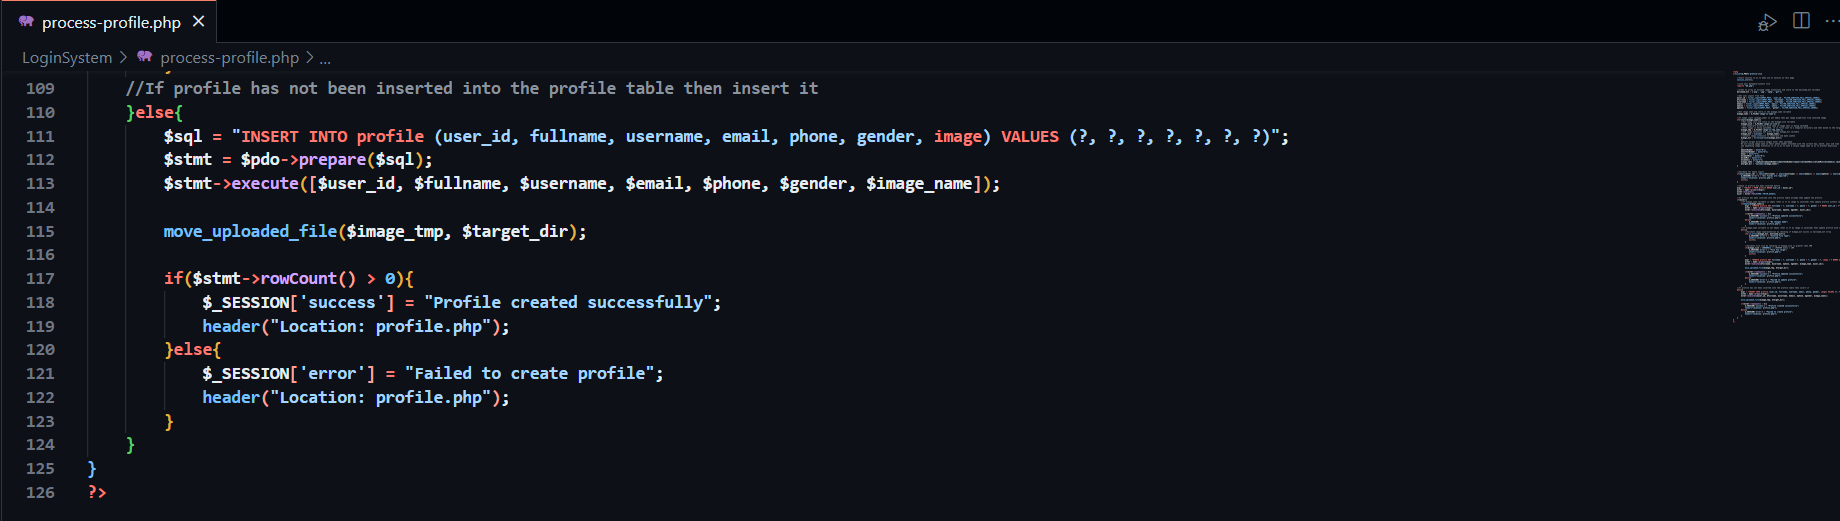 process-profile.php
LoginSystem > process-profile.php > ...
109 //If profile has not been inserted into the profile table then insert it
110 }else{
111 $sql = "INSERT INTO profile (user_id, fullname, username, email, phone, gender, image) VALUES (?, ?, ?, ?, ?, ?, ?)";
112 $stmt = $pdo->prepare($sql);
113 $stmt->execute([$user_id, $fullname, $username, $email, $phone, $gender, $image_name]);
114
115 move_uploaded_file($image_tmp, $target_dir);
116
117 if($stmt->rowCount() > 0){
118 $_SESSION['success'] = "Profile created successfully";
119 header("Location: profile.php");
120 }else{
121 $_SESSION['error'] = "Failed to create profile";
122 header("Location: profile.php");
123 }
124 }
125 }
126 ?>